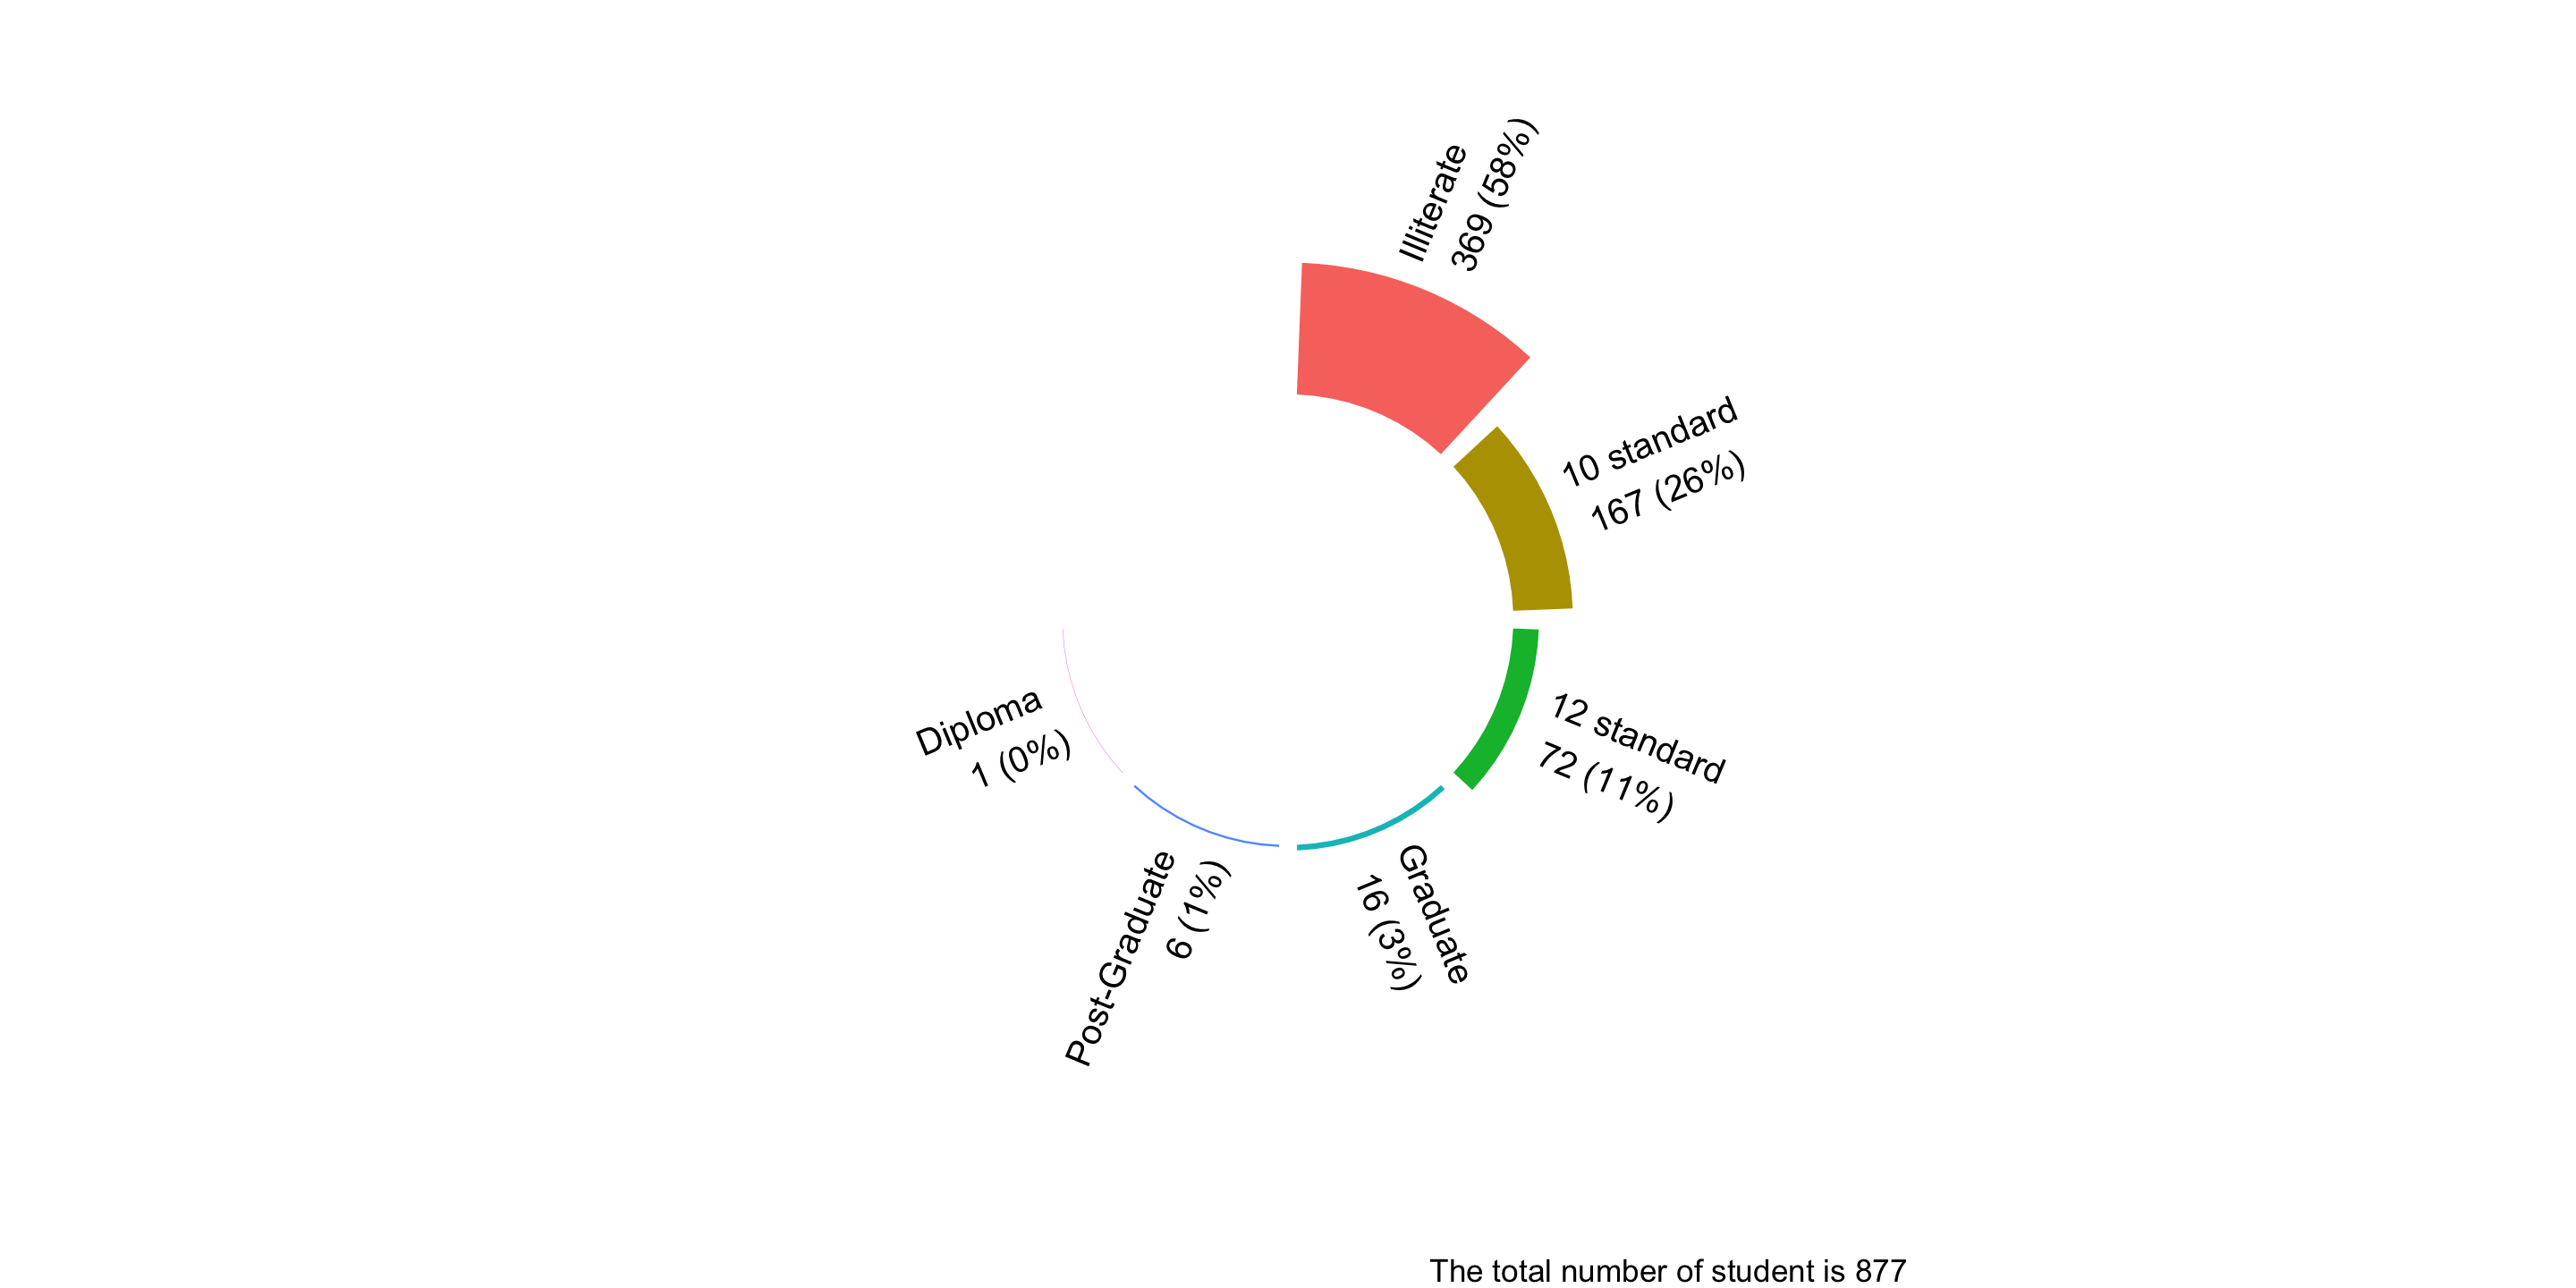 Illiterate
369 (58%)
10 standard
167 (26%)
12 standard
72 (11%)
Graduate
16 (3%)
Post-Graduate
6 (1%)
Diploma
1 (0%)
The total number of student is 877